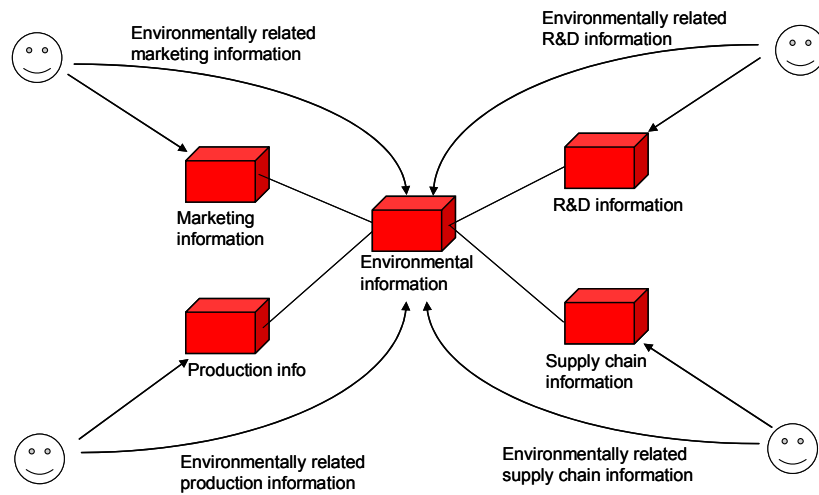 Environmentally related
marketing information
Environmentally related
R&D information
Marketing
information
R&D information
Environmental
information
Production info
Supply chain
information
Environmentally related
production information
Environmentally related
supply chain information